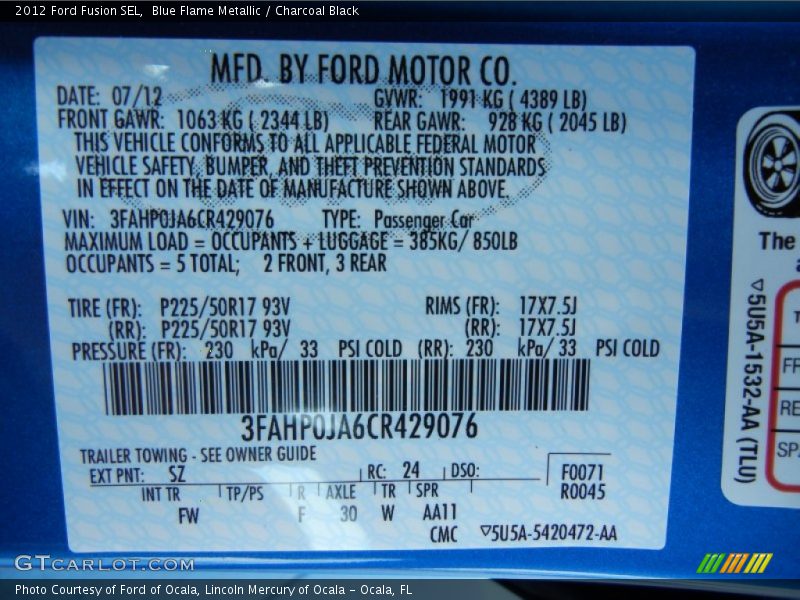 2012 Ford Fusion SEL,  Blue Flame Metallic / Charcoal Black
MFD. BY FORD MOTOR CO.
DATE: 07/12 GVWR: 1991 KG ( 4389 LB)
FRONT GAWR: 1063 KG ( 2344 LB) REAR GAWR: 928 KG ( 2045 LB)
THIS VEHICLE CONFORMS TO ALL APPLICABLE FEDERAL MOTOR
VEHICLE SAFETY, BUMPER, AND THEFT PREVENTION STANDARDS
IN EFFECT ON THE DATE OF MANUFACTURE SHOWN ABOVE.
VIN: 3FAHP0JA6CR429076 TYPE: Passenger Car
MAXIMUM LOAD = OCCUPANTS + LUGGAGE = 385KG/ 850LB
OCCUPANTS = 5 TOTAL; 2 FRONT, 3 REAR
TIRE (FR): P225/50R17 93V RIMS (FR): 17X7.5J
(RR): P225/50R17 93V (RR): 17X7.5J
PRESSURE (FR): 230 kPa/ 33 PSI COLD (RR): 230 kPa/ 33 PSI COLD
3FAHP0JA6CR429076
TRAILER TOWING - SEE OWNER GUIDE
EXT PNT: SZ RC: 24 DSO: F0071
INT TR TP/PS R AXLE TR SPR R0045
FW F 30 W AA11
CMC ▽5U5A-5420472-AA
The
▽5U5A-1532-AA (TLU)
GTCARLOT.COM
Photo Courtesy of Ford of Ocala, Lincoln Mercury of Ocala – Ocala, FL